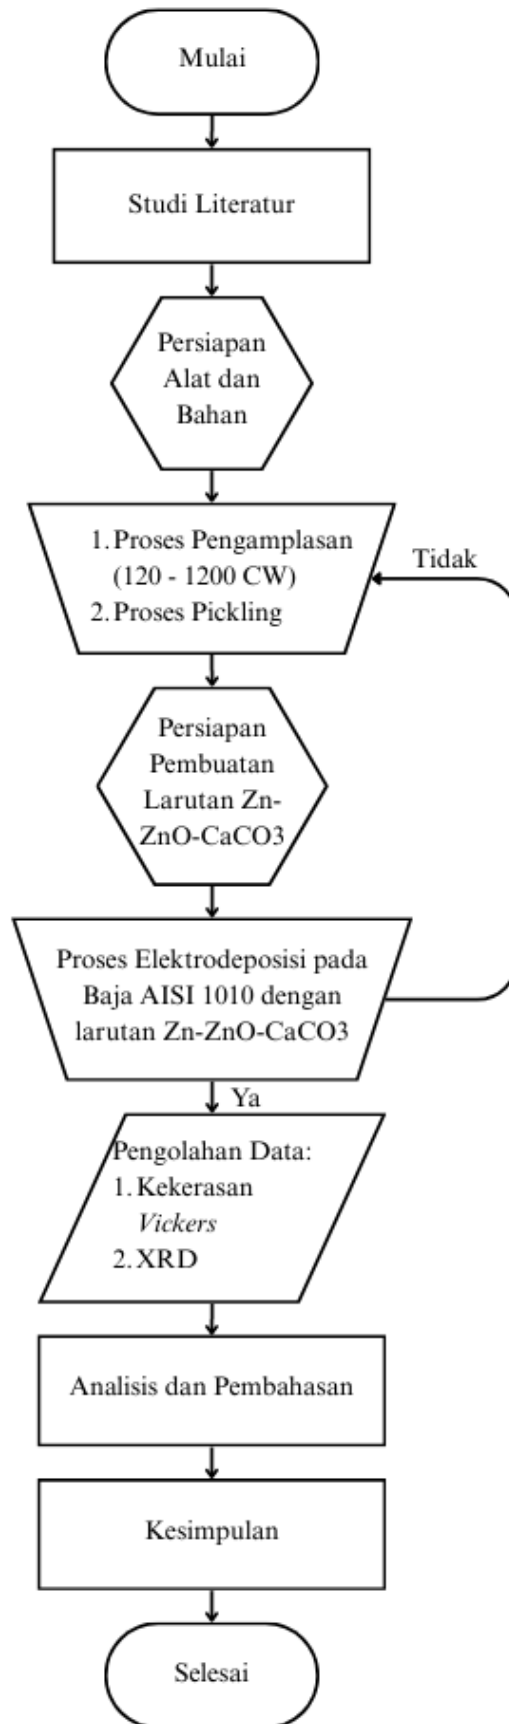 Mulai
Studi Literatur
Persiapan
Alat dan
Bahan
1. Proses Pengamplasan
(120 - 1200 CW)
2. Proses Pickling
Tidak
Persiapan
Pembuatan
Larutan Zn-
ZnO-CaCO3
Proses Elektrodeposisi pada
Baja AISI 1010 dengan
larutan Zn-ZnO-CaCO3
Ya
Pengolahan Data:
1. Kekerasan
Vickers
2. XRD
Analisis dan Pembahasan
Kesimpulan
Selesai